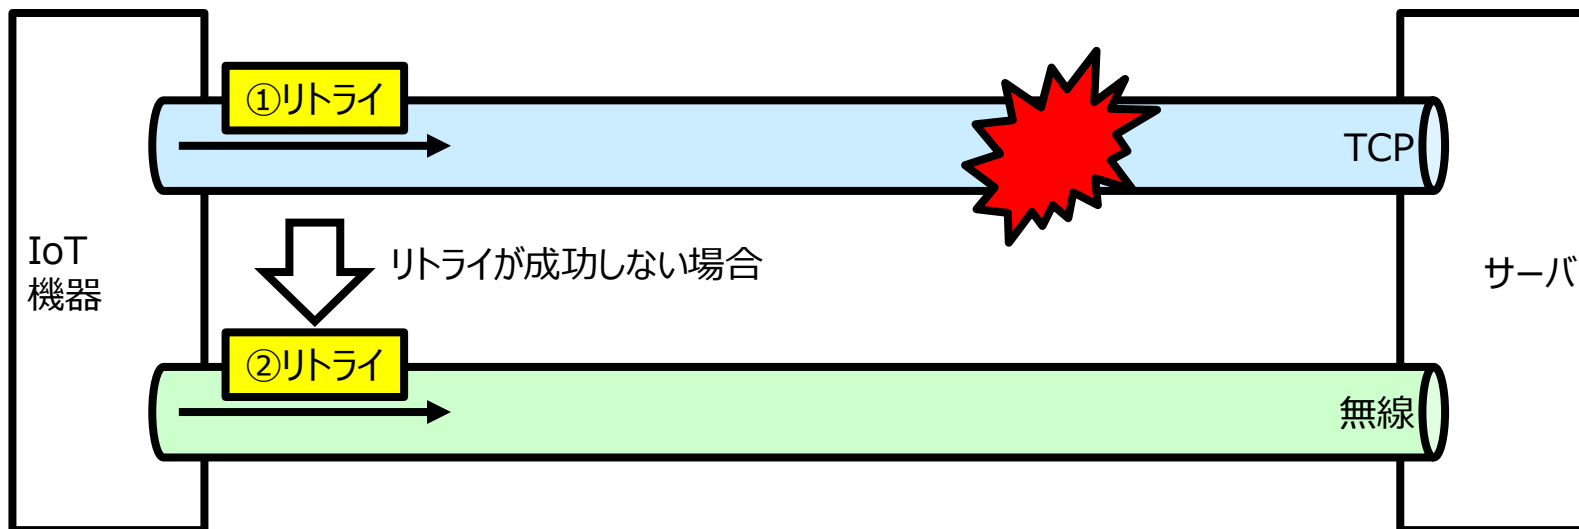 ①リトライ
TCP
IoT
機器
リトライが成功しない場合
サーバ
②リトライ
無線